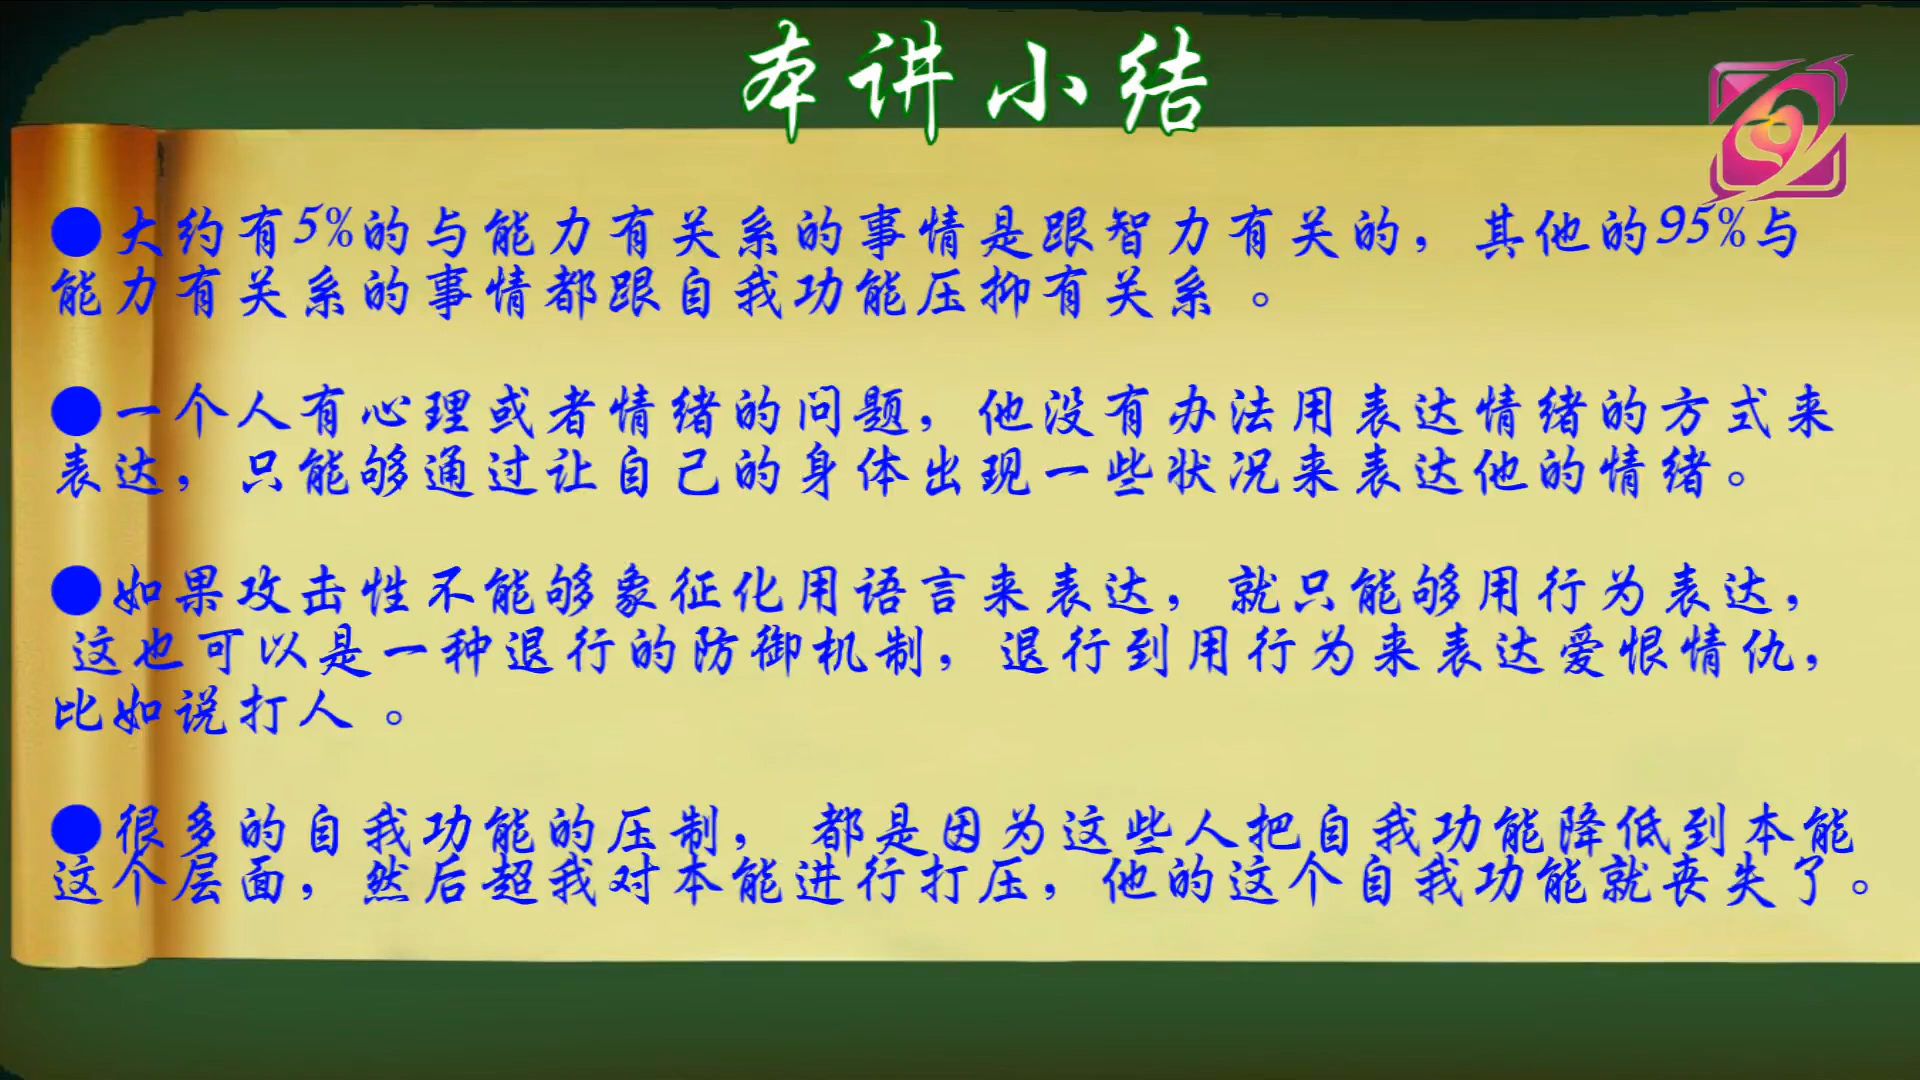 本讲小结
●大约有5%的与能力有关系的事情是跟智力有关的，其他的95%与
能力有关系的事情都跟自我功能压抑有关系 。
●一个人有心理或者情绪的问题，他没有办法用表达情绪的方式来
表达，只能够通过让自己的身体出现一些状况来表达他的情绪。
●如果攻击性不能够象征化用语言来表达，就只能够用行为表达，
这也可以是一种退行的防御机制，退行到用行为来表达爱恨情仇，
比如说打人 。
●很多的自我功能的压制， 都是因为这些人把自我功能降低到本能
这个层面，然后超我对本能进行打压，他的这个自我功能就丧失了。